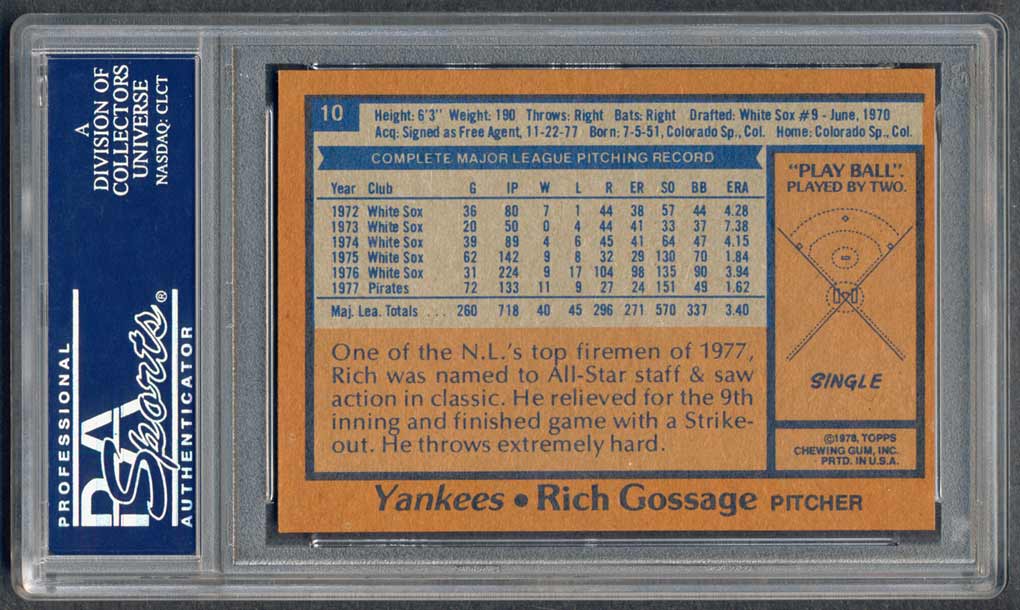 A
DIVISION OF
COLLECTORS
UNIVERSE
NASDAQ: CLCT
PROFESSIONAL
PSA
Sports®
AUTHENTICATOR
10
Height: 6'3" Weight: 190 Throws: Right Bats: Right Drafted: White Sox #9 - June, 1970
Acq: Signed as Free Agent, 11-22-77 Born: 7-5-51, Colorado Sp., Col. Home: Colorado Sp., Col.
COMPLETE MAJOR LEAGUE PITCHING RECORD
Year Club G IP W L R ER SO BB ERA
1972 White Sox 36 80 7 1 44 38 57 44 4.28
1973 White Sox 20 50 0 4 44 41 33 37 7.38
1974 White Sox 39 89 4 6 45 41 64 47 4.15
1975 White Sox 62 142 9 8 32 29 130 70 1.84
1976 White Sox 31 224 9 17 104 98 135 90 3.94
1977 Pirates 72 133 11 9 27 24 151 49 1.62
Maj. Lea. Totals ... 260 718 40 45 296 271 570 337 3.40
One of the N.L.'s top firemen of 1977,
Rich was named to All-Star staff & saw
action in classic. He relieved for the 9th
inning and finished game with a Strike-
out. He throws extremely hard.
"PLAY BALL".
PLAYED BY TWO.
SINGLE
©1978, TOPPS
CHEWING GUM, INC.
PRTD. IN U.S.A.
Yankees • Rich Gossage PITCHER